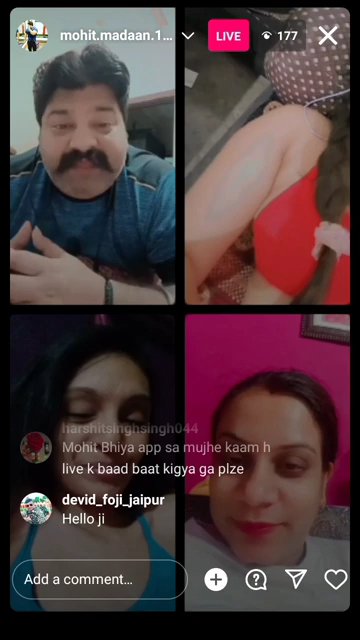 mohit.madaan.1...
LIVE
177
harshitsinghsingh044
Mohit Bhiya app sa mujhe kaam h
live k baad baat kigya ga plze
devid_foji_jaipur
Hello ji
Add a comment...